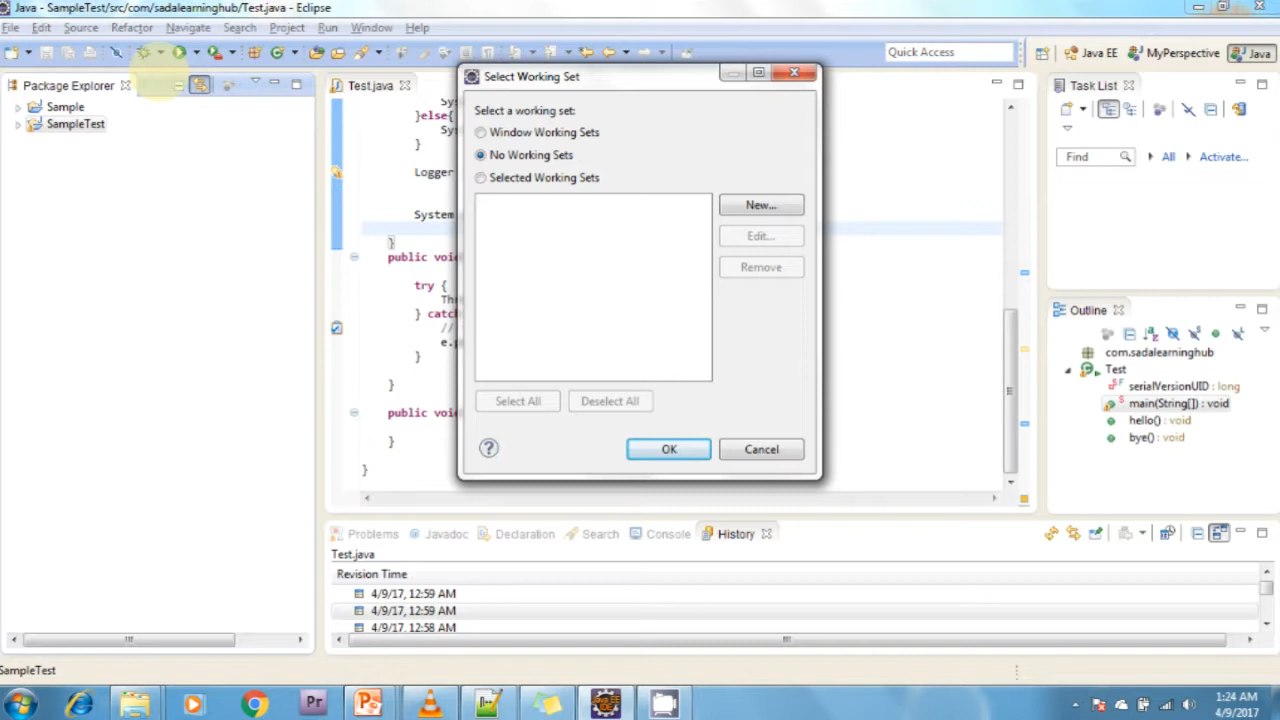 Java - SampleTest/src/com/sadalearninghub/Test.java - Eclipse
File Edit Source Refactor Navigate Search Project Run Window Help
Quick Access
Java EE
MyPerspective
Java
Package Explorer
Sample
SampleTest
Test.java
}else{
}
Logger
System
}
public
try {
} catch
//
}
}
public void
}
}
Select Working Set
Select a working set:
Window Working Sets
No Working Sets
Selected Working Sets
New...
Edit...
Remove
Select All
Deselect All
?
OK
Cancel
Task List
Find
All
Activate...
Outline
com.sadalearninghub
Test
serialVersionUID : long
main(String[]) : void
hello() : void
bye() : void
Problems
Javadoc
Declaration
Search
Console
History
Test.java
Revision Time
4/9/17, 12:59 AM
4/9/17, 12:59 AM
4/9/17, 12:58 AM
SampleTest
Pr
1:24 AM
4/9/2017